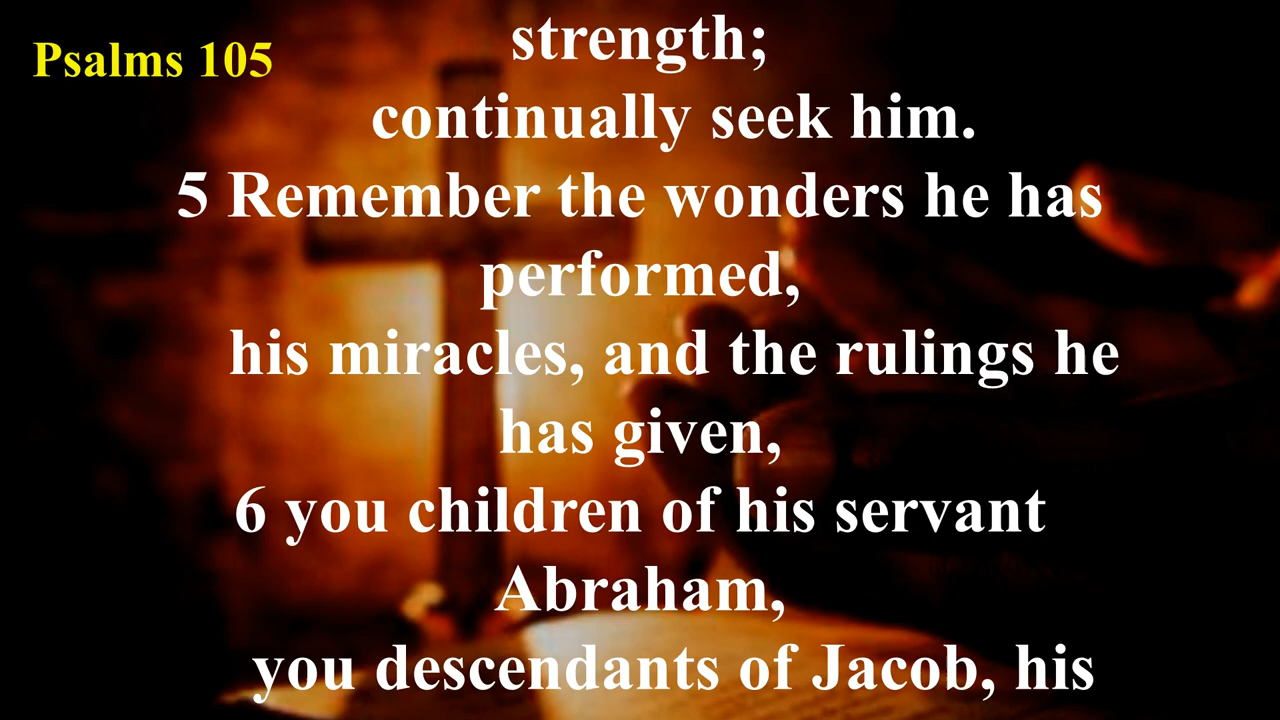 Psalms 105
strength;
continually seek him.
5 Remember the wonders he has
performed,
his miracles, and the rulings he
has given,
6 you children of his servant
Abraham,
you descendants of Jacob, his